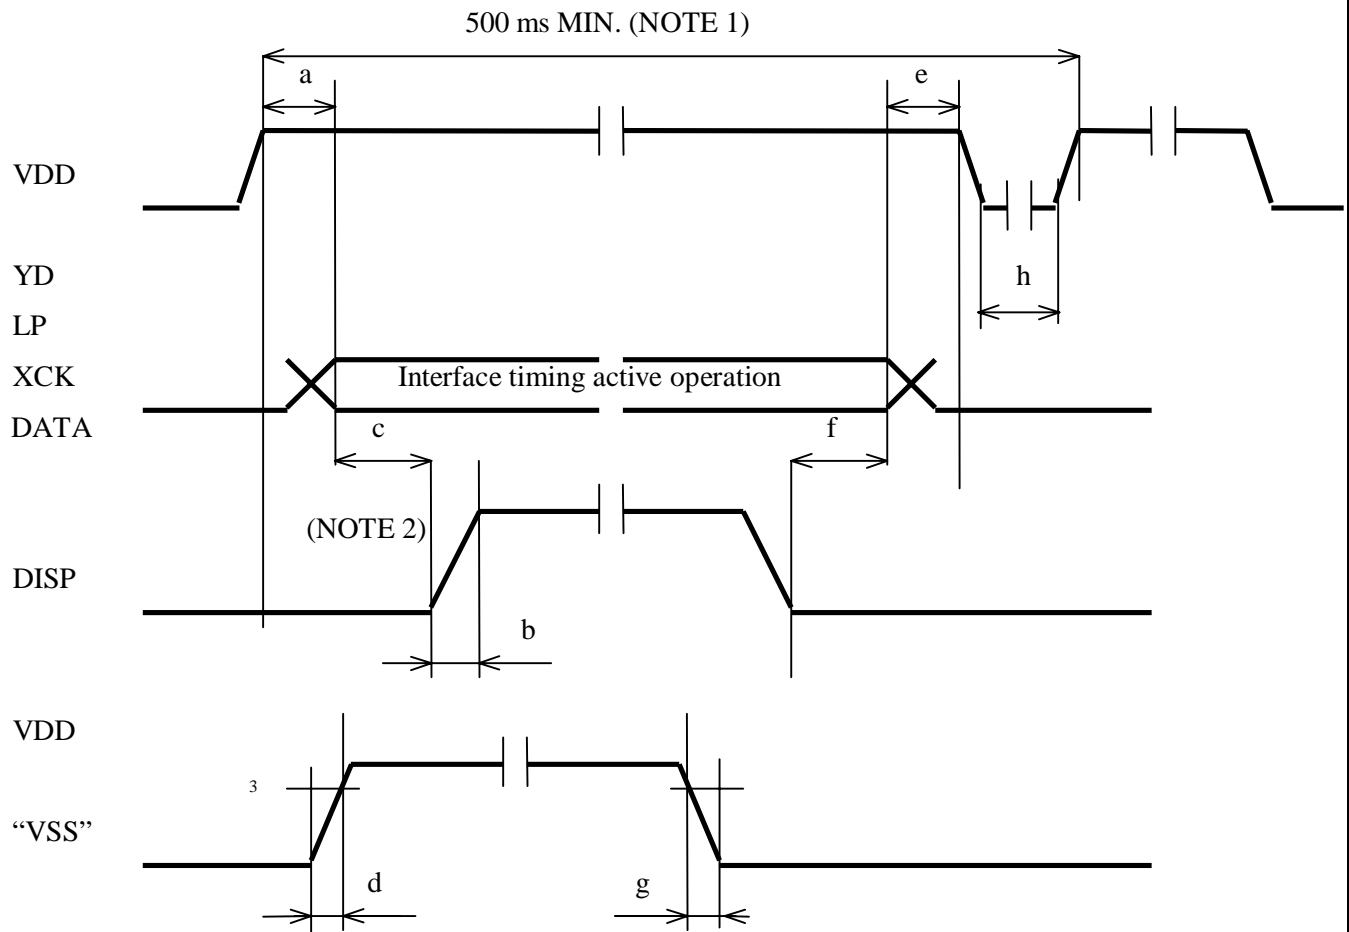 500 ms MIN. (NOTE 1)
a
e
VDD
YD
h
LP
XCK
Interface timing active operation
DATA
c
f
(NOTE 2)
DISP
b
VDD
3
“VSS”
d
g